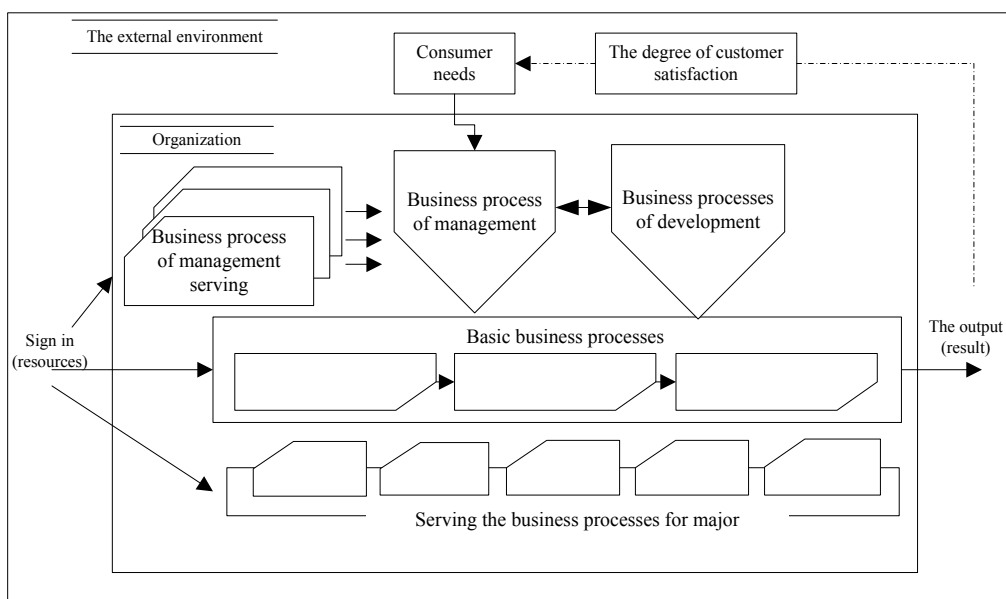 The external environment
Consumer
needs
The degree of customer
satisfaction
Organization
Business process
of management
serving
Business process
of management
Business processes
of development
Sign in
(resources)
Basic business processes
The output
(result)
Serving the business processes for major